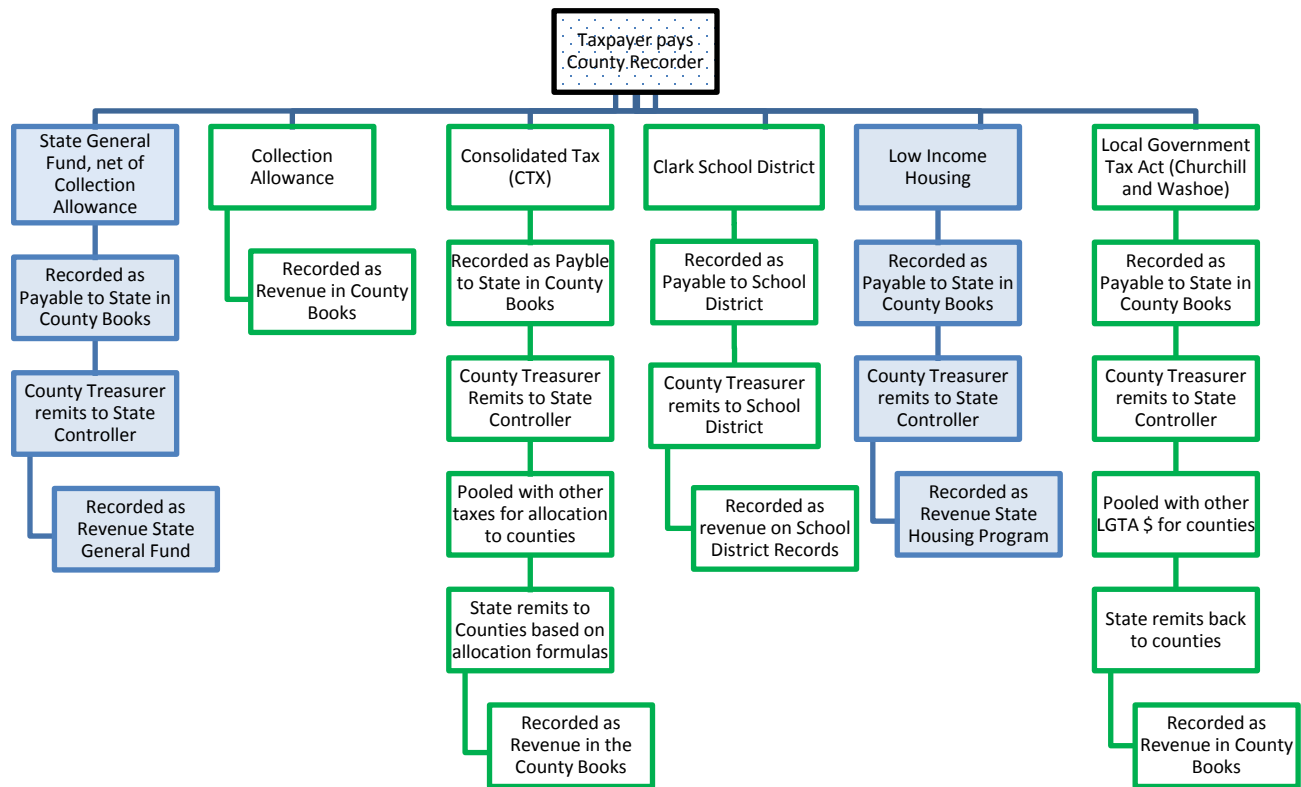 Taxpayer pays
County Recorder
State General
Fund, net of
Collection
Allowance
Recorded as
Payable to State in
County Books
County Treasurer
remits to State
Controller
Recorded as
Revenue State
General Fund
Collection
Allowance
Recorded as
Revenue in County
Books
Consolidated Tax
(CTX)
Recorded as Payble
to State in County
Books
County Treasurer
Remits to State
Controller
Pooled with other
taxes for allocation
to counties
State remits to
Counties based on
allocation formulas
Recorded as
Revenue in the
County Books
Clark School District
Recorded as
Payable to School
District
County Treasurer
remits to School
District
Recorded as
revenue on School
District Records
Low Income
Housing
Recorded as
Payable to State in
County Books
County Treasurer
remits to State
Controller
Recorded as
Revenue State
Housing Program
Local Government
Tax Act (Churchill
and Washoe)
Recorded as
Payable to State in
County Books
County Treasurer
remits to State
Controller
Pooled with other
LGTA $ for counties
State remits back
to counties
Recorded as
Revenue in County
Books